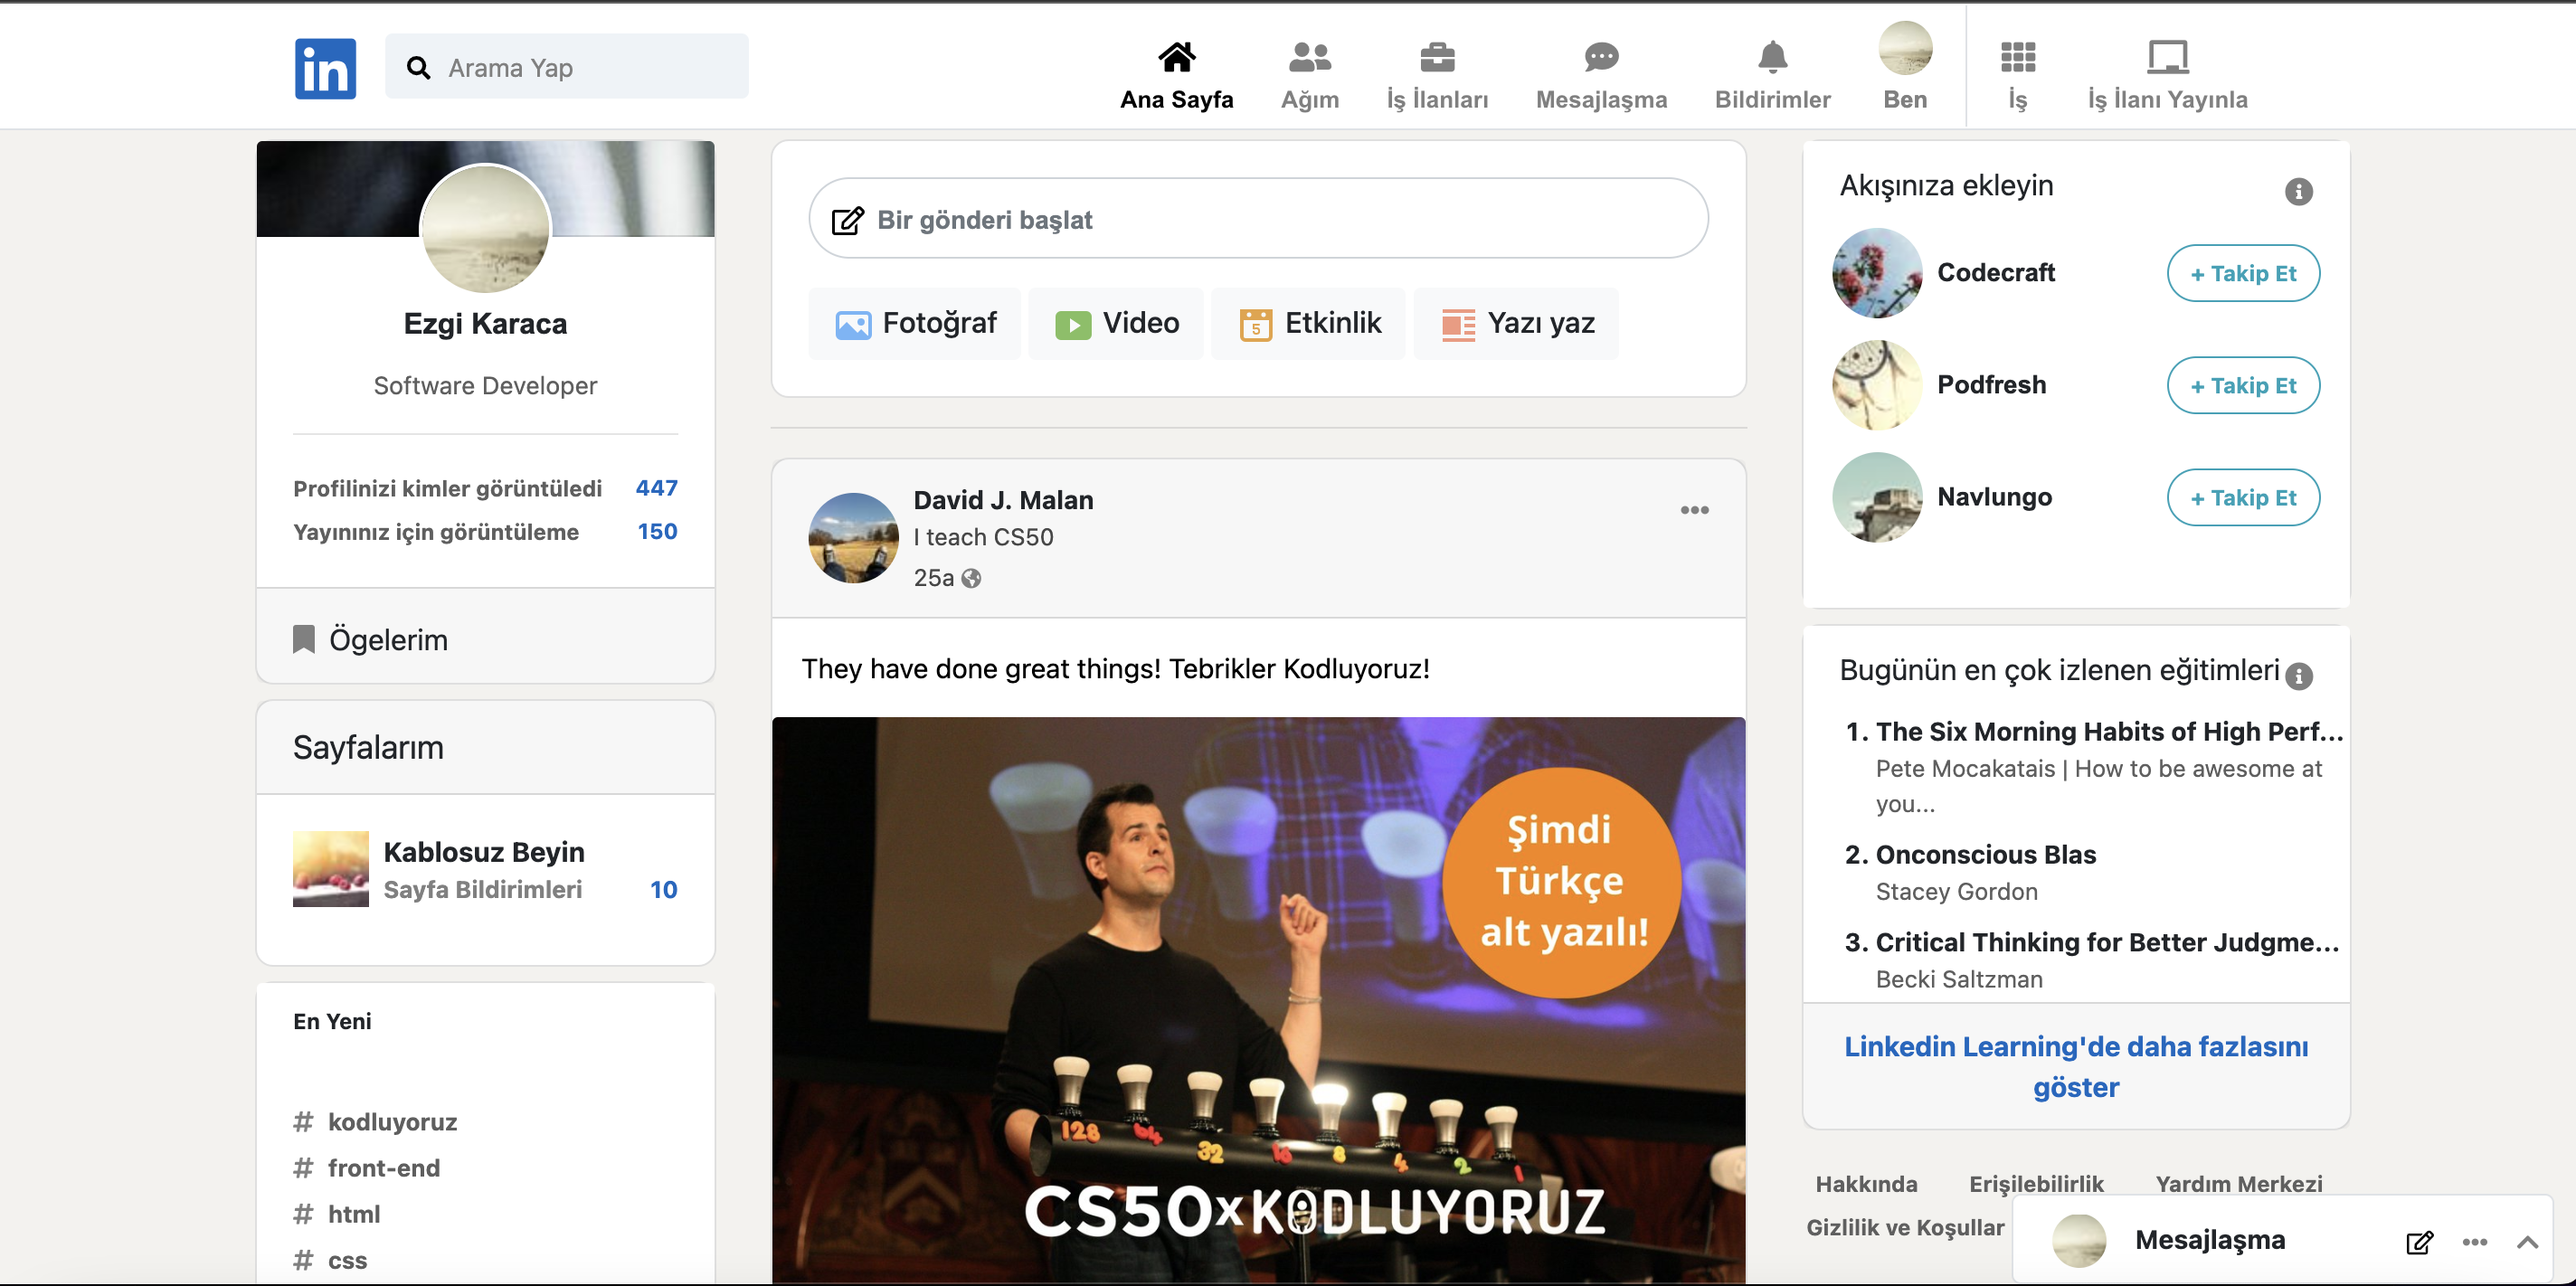 in
Arama Yap
Ana Sayfa
Ağım
İş İlanları
Mesajlaşma
Bildirimler
Ben
İş
İş İlanı Yayınla
Ezgi Karaca
Software Developer
Profilinizi kimler görüntüledi 447
Yayınınız için görüntüleme 150
Ögelerim
Sayfalarım
Kablosuz Beyin
Sayfa Bildirimleri 10
En Yeni
# kodluyoruz
# front-end
# html
# css
Bir gönderi başlat
Fotoğraf
Video
5
Etkinlik
Yazı yaz
David J. Malan
I teach CS50
25a
They have done great things! Tebrikler Kodluyoruz!
Şimdi
Türkçe
alt yazılı!
128 64 32 16 8 4 2 1
CS50xKODLUYORUZ
Akışınıza ekleyin
Codecraft
+ Takip Et
Podfresh
+ Takip Et
Navlungo
+ Takip Et
Bugünün en çok izlenen eğitimleri
1. The Six Morning Habits of High Perf...
Pete Mocakatais | How to be awesome at
you...
2. Onconscious Blas
Stacey Gordon
3. Critical Thinking for Better Judgme...
Becki Saltzman
Linkedin Learning'de daha fazlasını
göster
Hakkında Erişilebilirlik Yardım Merkezi
Gizlilik ve Koşullar
Mesajlaşma